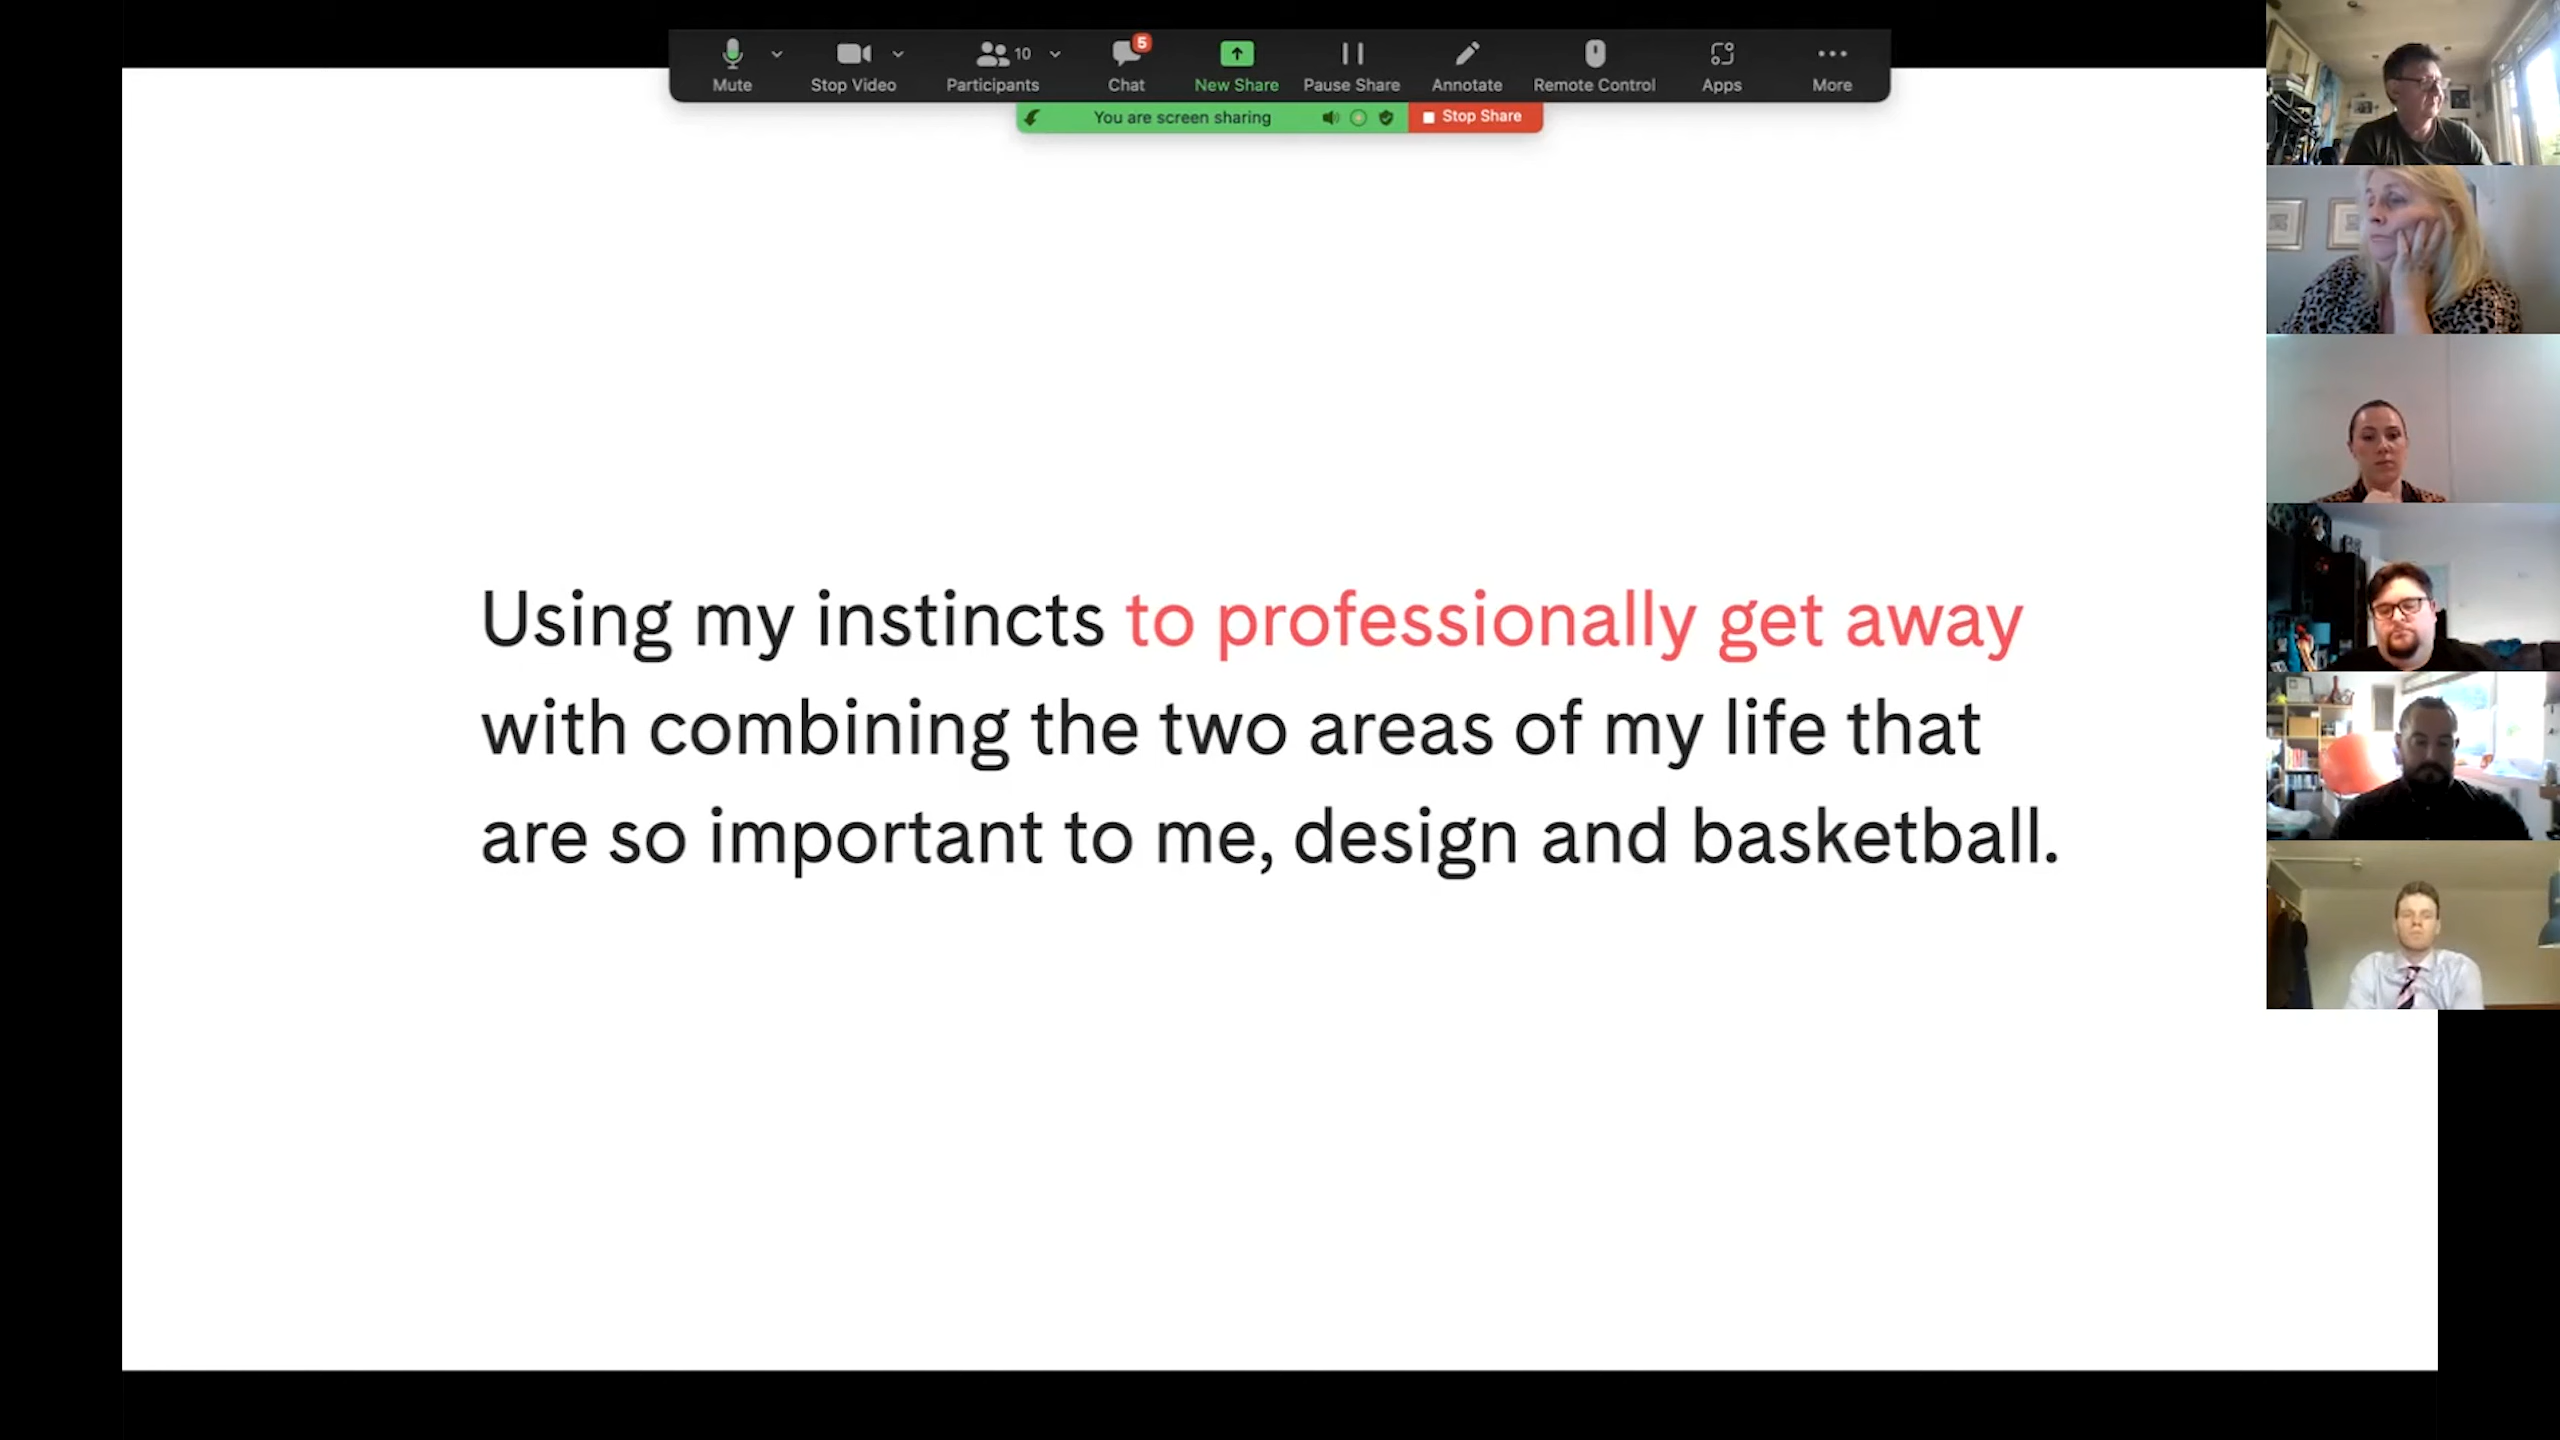 10
5
Mute
Stop Video
Participants
Chat
New Share
Pause Share
Annotate
Remote Control
Apps
More
You are screen sharing
Stop Share
Using my instincts to professionally get away
with combining the two areas of my life that
are so important to me, design and basketball.